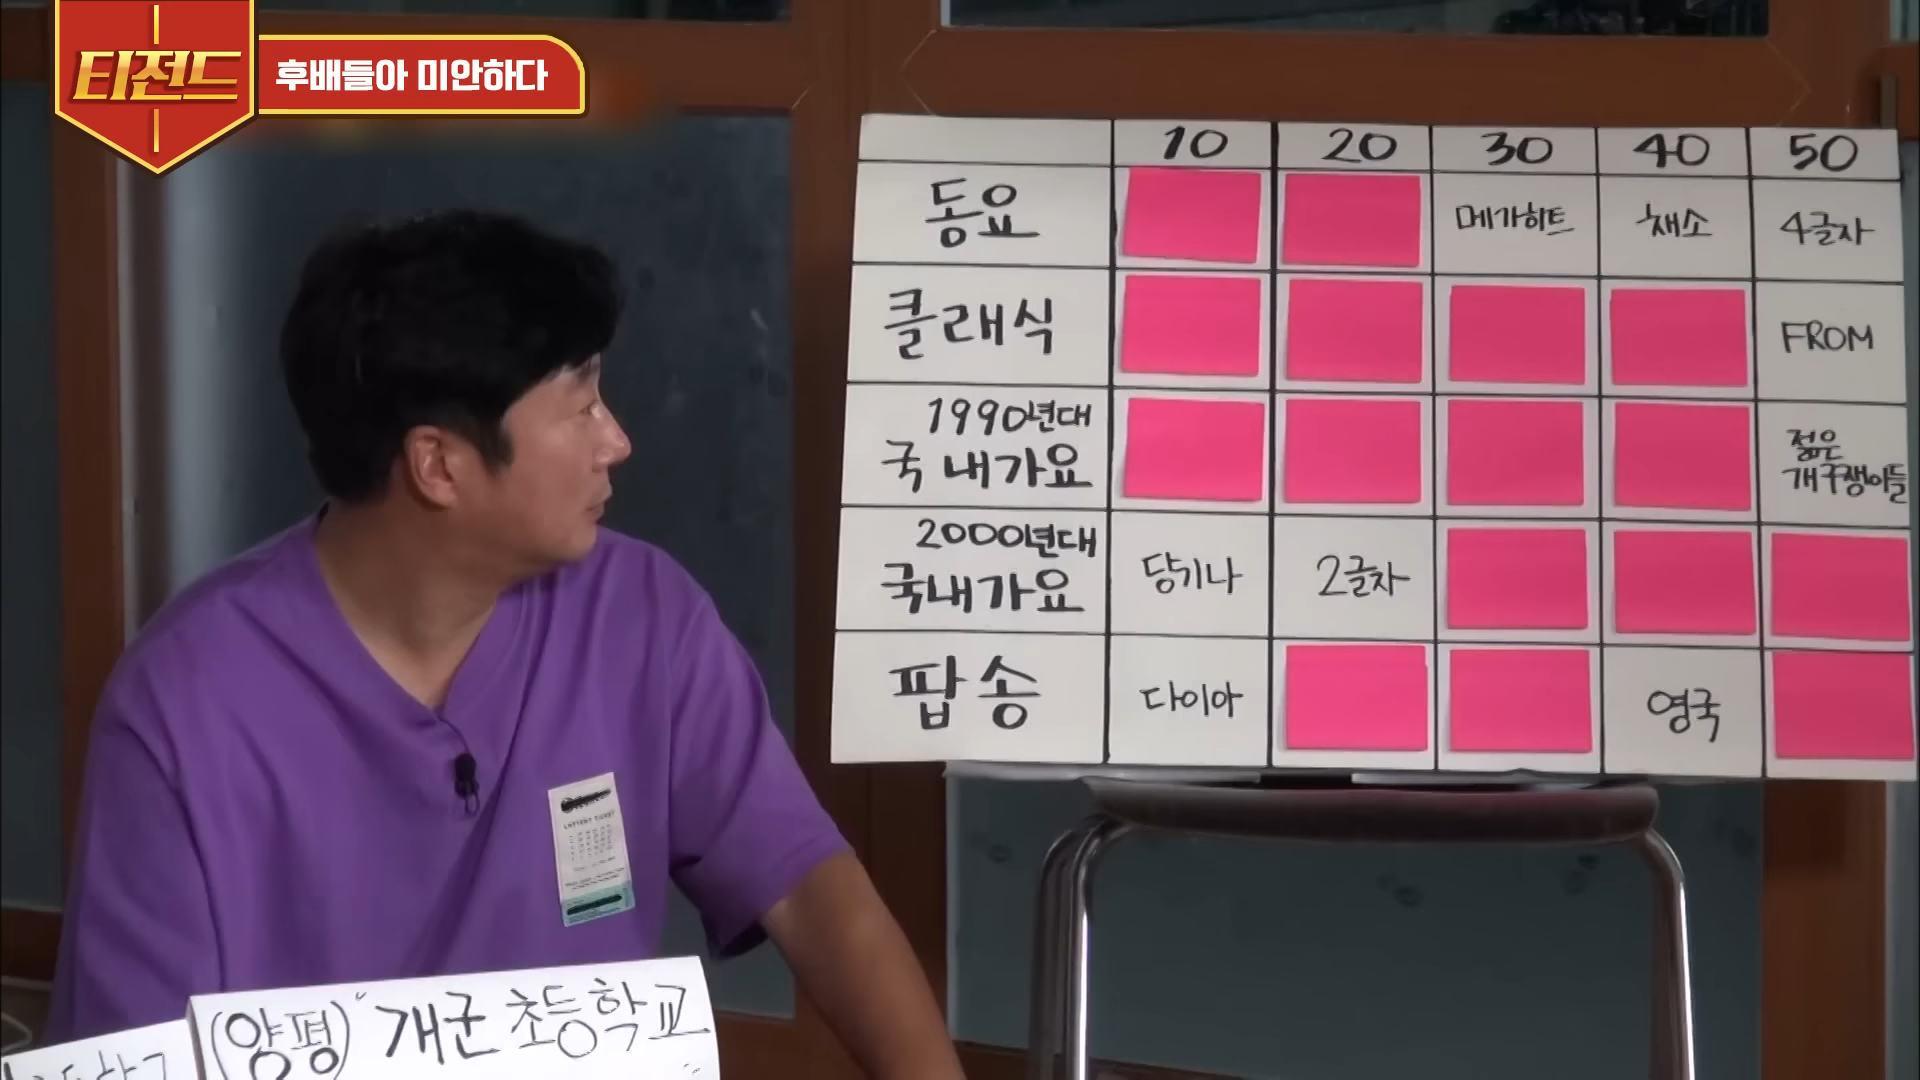 티전드
후배들아 미안하다
10 20 30 40 50
동요 메가히트 채소 4글자
클래식 FROM
1990년대
국내가요
젊은
개구쟁이들
2000년대
국내가요
당기나 2글자
팝송 다이아 영국
LOTTERY TICKET
(양평) 개군 초등학교